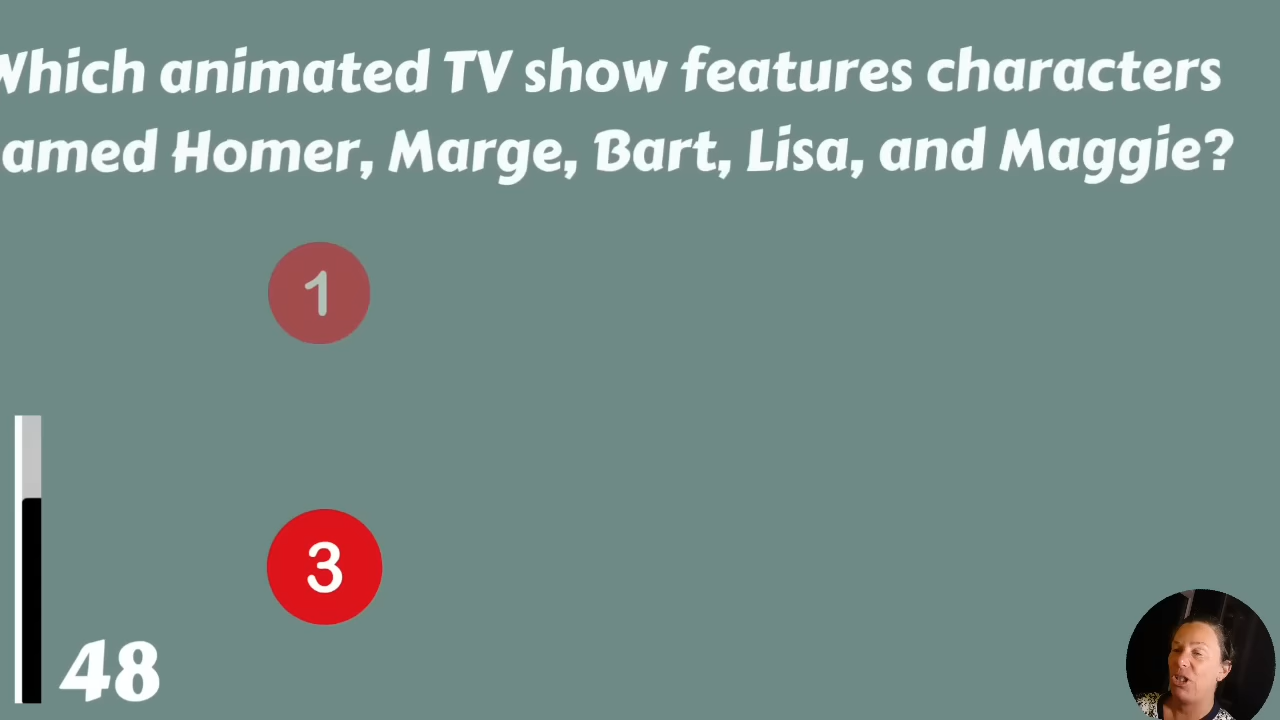 Which animated TV show features characters
amed Homer, Marge, Bart, Lisa, and Maggie?
1
3
48